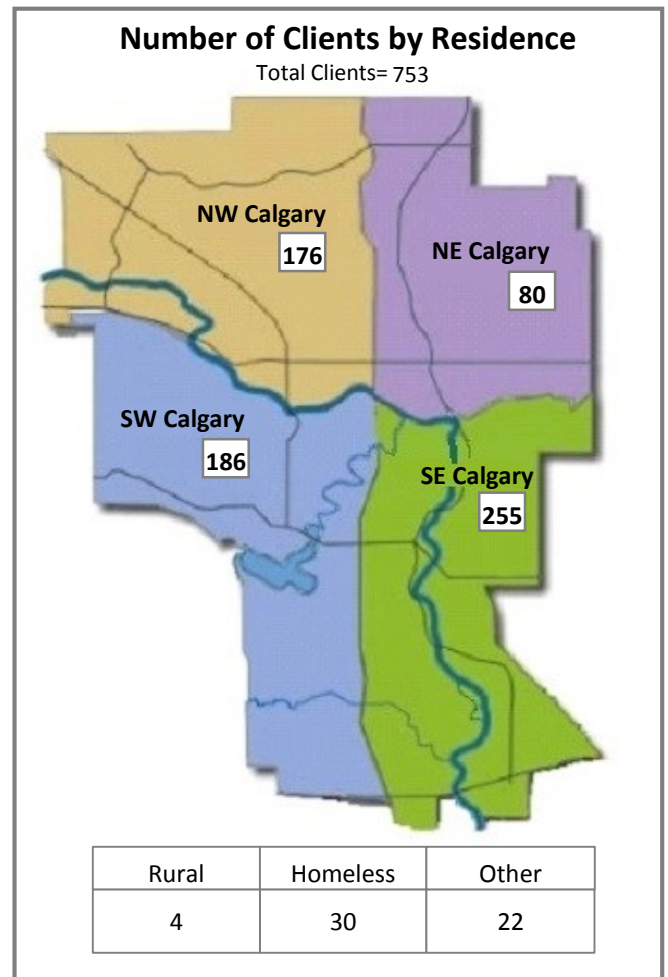 Number of Clients by Residence
Total Clients= 753
NW Calgary
176
NE Calgary
80
SW Calgary
186
SE Calgary
255
Rural Homeless Other
4 30 22